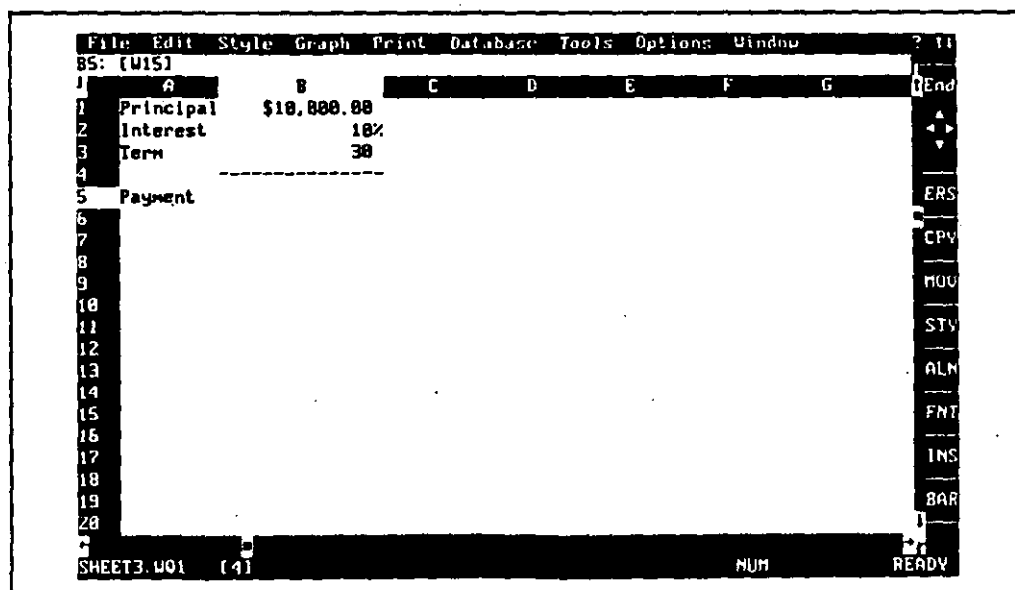 File Edit Style Graph Print Database Tools Options Window ? ↑↓
B5: [W15]
A B C D E F G End
1 Principal $10,000.00
2 Interest 10%
3 Term 30
4 ---------------
5 Payment ERS
6
7 CPY
8
9 MOV
10
11 STY
12
13 ALN
14
15 FNT
16
17 INS
18
19 BAR
20
SHEET3.WQ1 [4] NUM READY